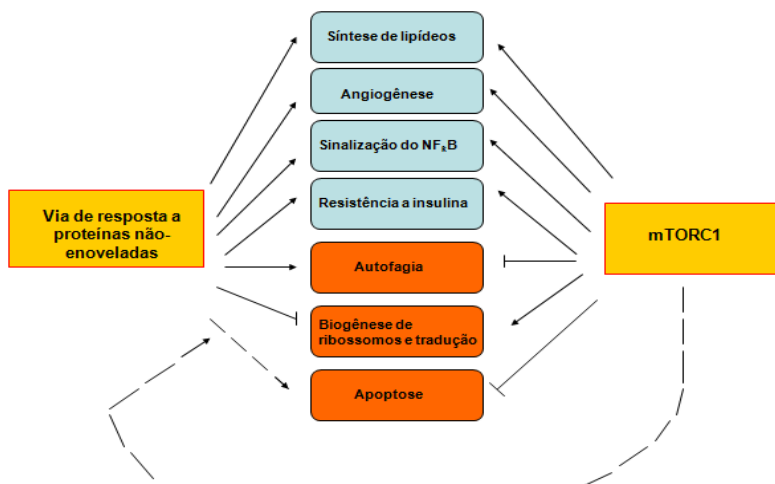 Síntese de lipídeos
Angiogênese
Sinalização do NFκB
Resistência a insulina
Via de resposta a
proteínas não-
enoveladas
mTORC1
Autofagia
Biogênese de
ribossomos e tradução
Apoptose